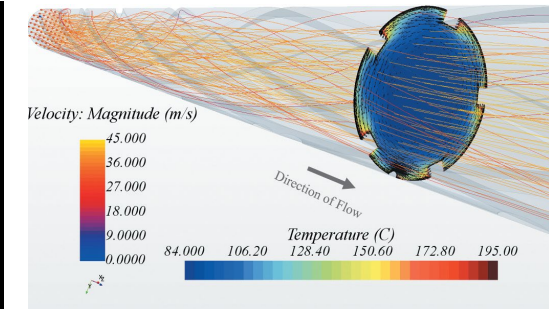 Velocity: Magnitude (m/s)
45.000
36.000
27.000
18.000
9.0000
0.0000
Direction of Flow
Temperature (C)
84.000 106.20 128.40 150.60 172.80 195.00